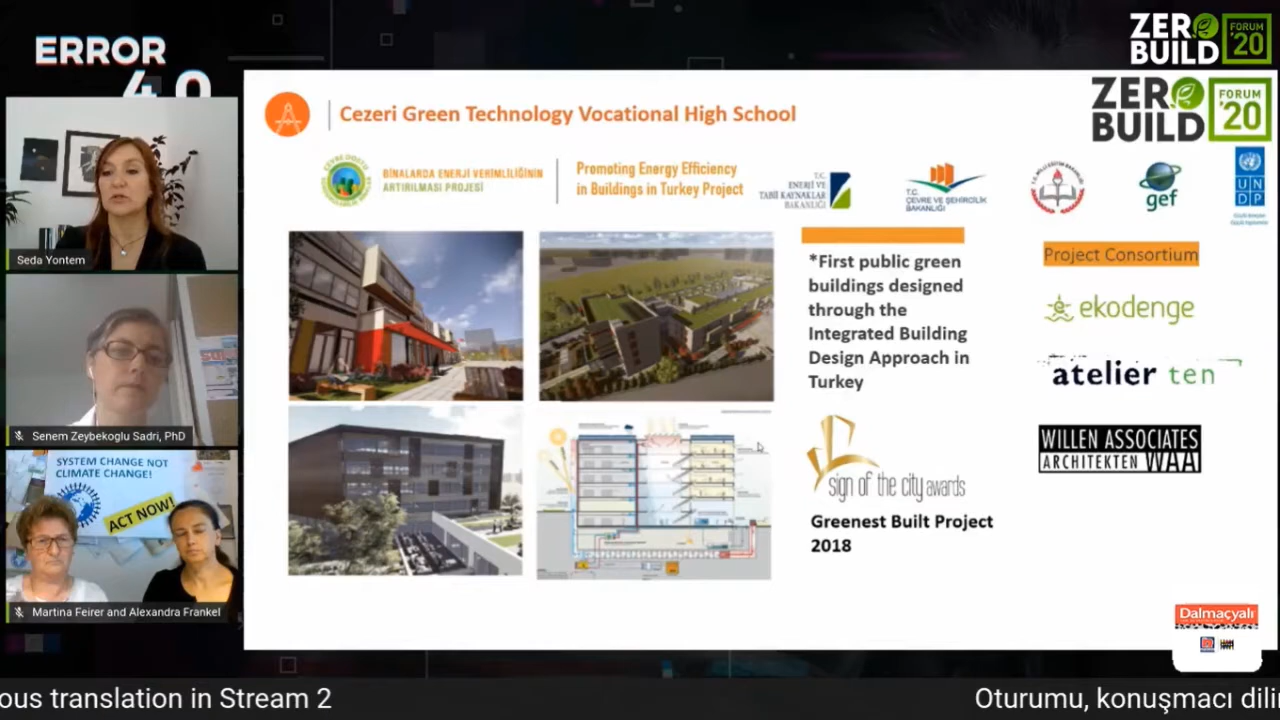 ERROR
4.0
ZERO
BUILD
FORUM
'20
ZERO
BUILD
FORUM
'20
Cezeri Green Technology Vocational High School
BİNALARDA ENERJİ VERİMLİLİĞİNİN
ARTIRILMASI PROJESİ
Promoting Energy Efficiency
in Buildings in Turkey Project
T.C.
ENERJİ VE
TABİİ KAYNAKLAR
BAKANLIĞI
T.C.
ÇEVRE VE ŞEHİRCİLİK
BAKANLIĞI
gef
U N
D P
Seda Yontem
Senem Zeybekoglu Sadri, PhD
SYSTEM CHANGE NOT
CLIMATE CHANGE!
ACT NOW!
Martina Feirer and Alexandra Frankel
*First public green
buildings designed
through the
Integrated Building
Design Approach in
Turkey
sign of the city awards
Greenest Built Project
2018
Project Consortium
ekodenge
atelier ten
WILLEN ASSOCIATES
ARCHITEKTEN WAA
Dalmaçyalı
ous translation in Stream 2
Oturumu, konuşmacı dilin